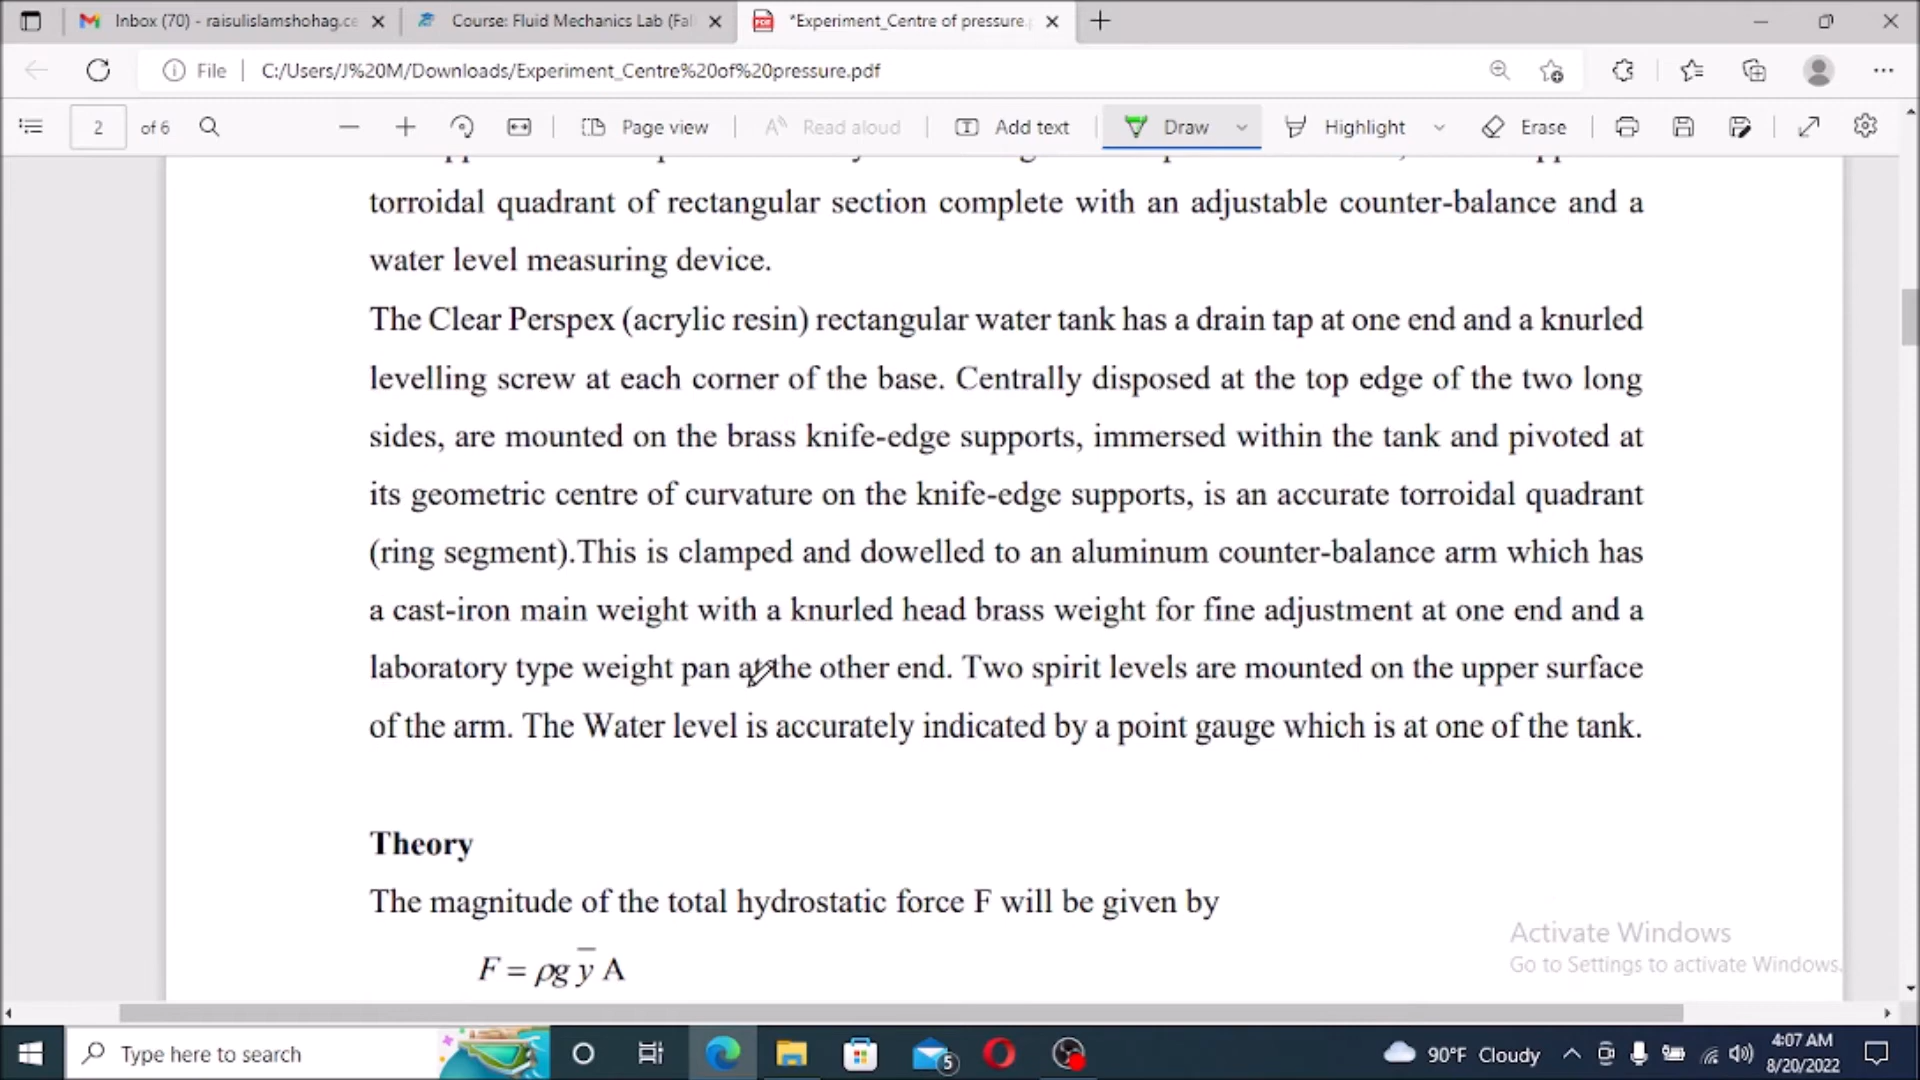 Inbox (70) - raisulislamshohag.ce
Course: Fluid Mechanics Lab (Fal
*Experiment_Centre of pressure.p
File
C:/Users/J%20M/Downloads/Experiment_Centre%20of%20pressure.pdf
2 of 6
Page view
Read aloud
Add text
Draw
Highlight
Erase
torroidal quadrant of rectangular section complete with an adjustable counter-balance and a
water level measuring device.
The Clear Perspex (acrylic resin) rectangular water tank has a drain tap at one end and a knurled
levelling screw at each corner of the base. Centrally disposed at the top edge of the two long
sides, are mounted on the brass knife-edge supports, immersed within the tank and pivoted at
its geometric centre of curvature on the knife-edge supports, is an accurate torroidal quadrant
(ring segment).This is clamped and dowelled to an aluminum counter-balance arm which has
a cast-iron main weight with a knurled head brass weight for fine adjustment at one end and a
laboratory type weight pan at the other end. Two spirit levels are mounted on the upper surface
of the arm. The Water level is accurately indicated by a point gauge which is at one of the tank.
Theory
The magnitude of the total hydrostatic force F will be given by
F = ρg y̅ A
Activate Windows
Go to Settings to activate Windows.
Type here to search
5
90°F Cloudy
4:07 AM
8/20/2022